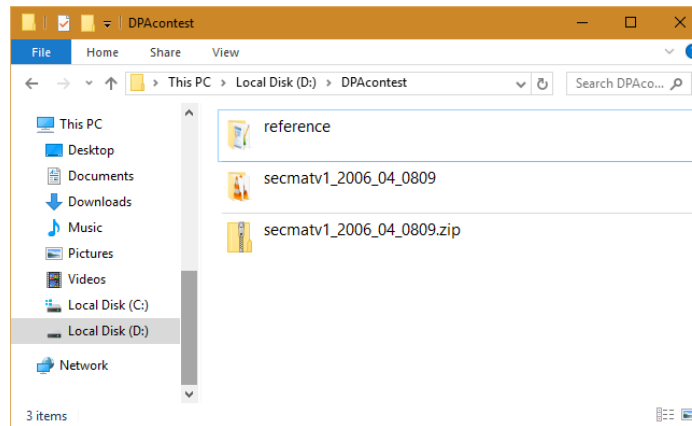 DPAcontest
File Home Share View
This PC > Local Disk (D:) > DPAcontest
Search DPAco...
This PC
Desktop
Documents
Downloads
Music
Pictures
Videos
Local Disk (C:)
Local Disk (D:)
Network
reference
secmatv1_2006_04_0809
secmatv1_2006_04_0809.zip
3 items